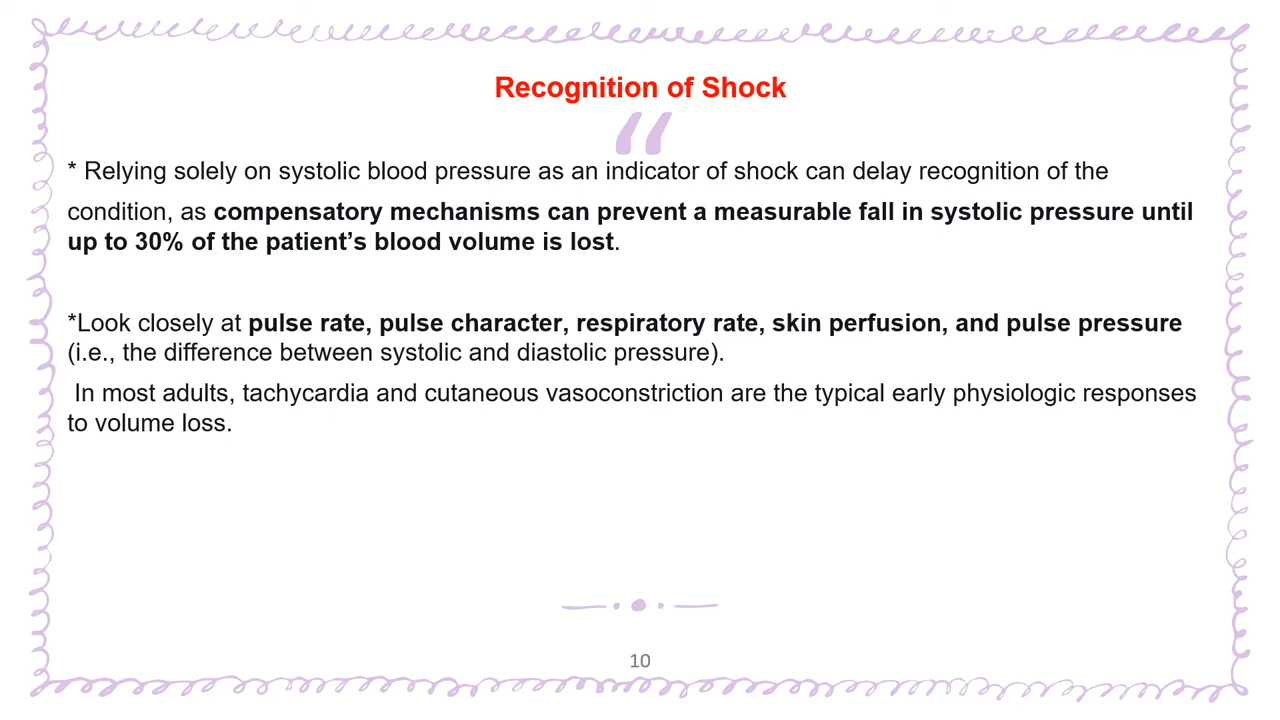 Recognition of Shock
* Relying solely on systolic blood pressure as an indicator of shock can delay recognition of the
condition, as compensatory mechanisms can prevent a measurable fall in systolic pressure until
up to 30% of the patient’s blood volume is lost.
*Look closely at pulse rate, pulse character, respiratory rate, skin perfusion, and pulse pressure
(i.e., the difference between systolic and diastolic pressure).
In most adults, tachycardia and cutaneous vasoconstriction are the typical early physiologic responses
to volume loss.
10